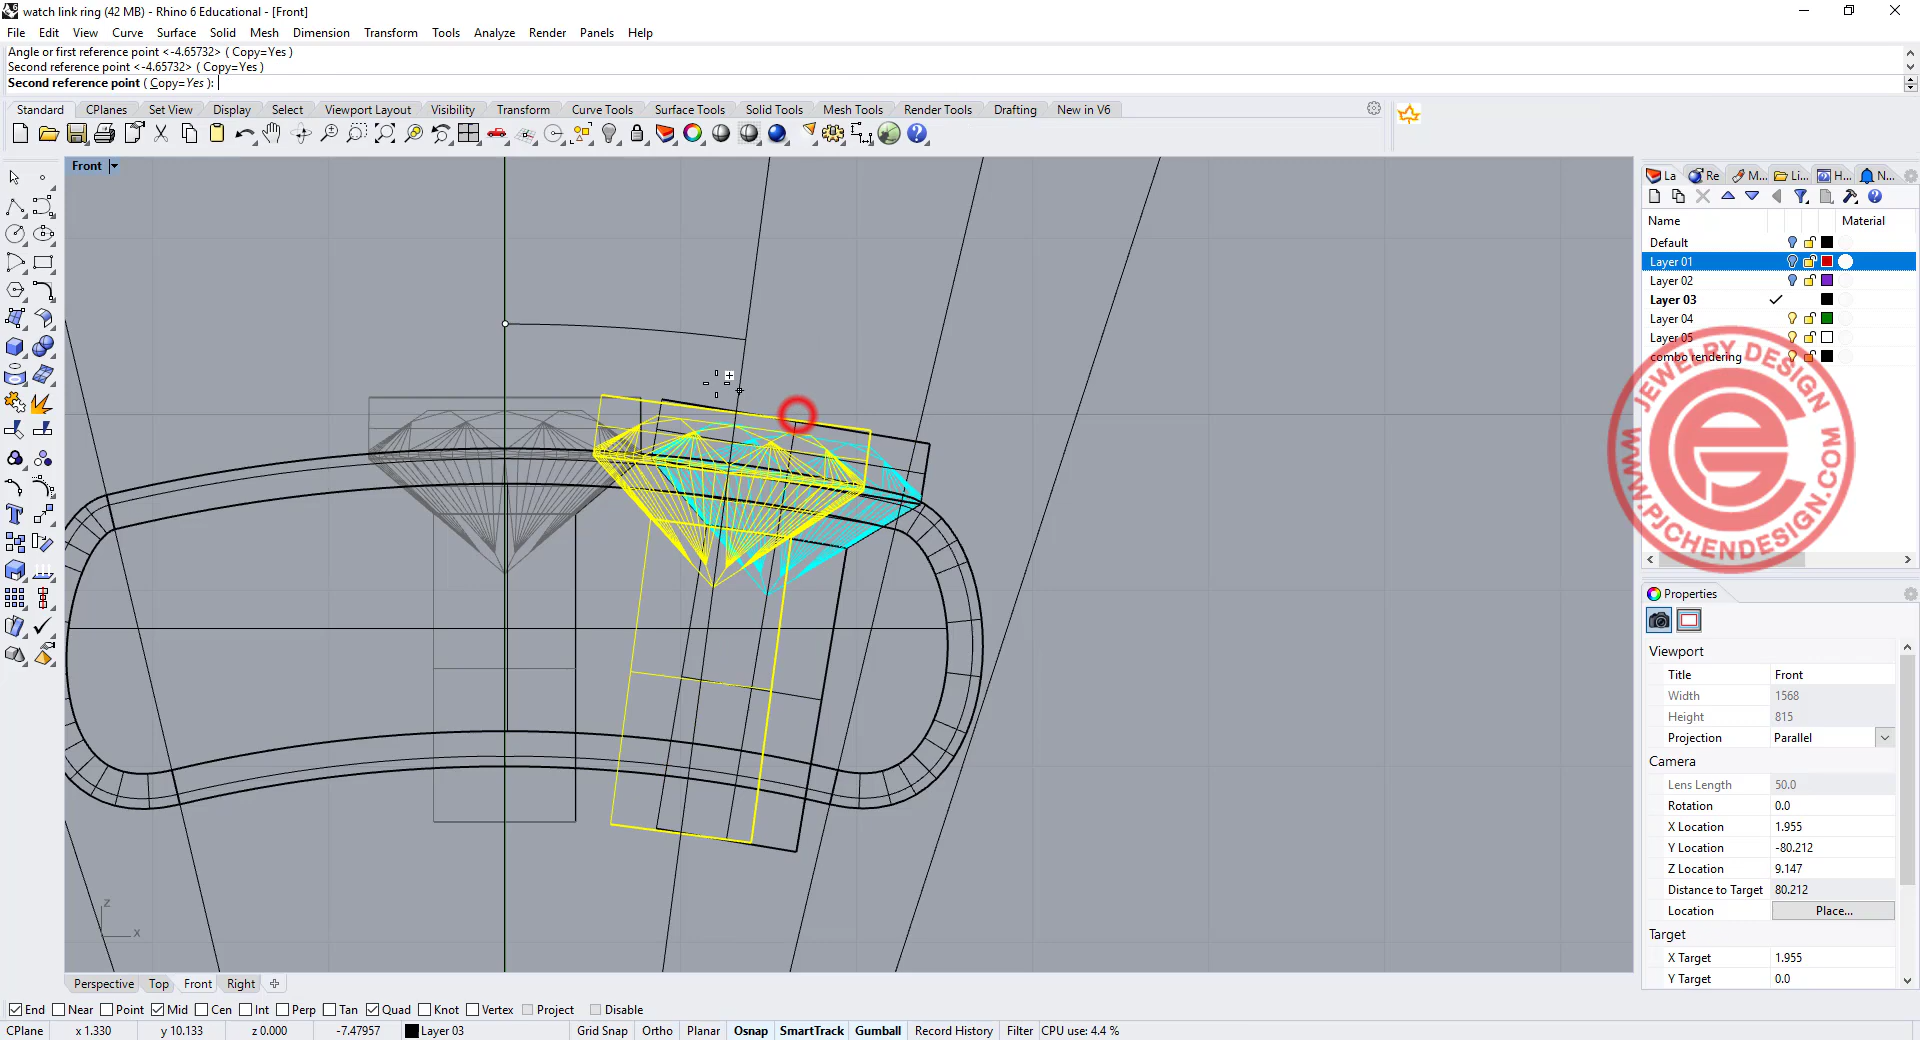 watch link ring (42 MB) - Rhino 6 Educational - [Front]
File Edit View Curve Surface Solid Mesh Dimension Transform Tools Analyze Render Panels Help
Angle or first reference point <-4.65732> ( Copy=Yes )
Second reference point <-4.65732> ( Copy=Yes )
Second reference point ( Copy=Yes ):
Standard CPlanes Set View Display Select Viewport Layout Visibility Transform Curve Tools Surface Tools Solid Tools Mesh Tools Render Tools Drafting New in V6
Front
La Re M... Li... H... N...
Name Material
Default
Layer 01
Layer 02
Layer 03
Layer 04
Layer 05
combo rendering
JEWELRY DESIGN
WWW.PJCHENDESIGN.COM
Properties
Viewport
Title Front
Width 1568
Height 815
Projection Parallel
Camera
Lens Length 50.0
Rotation 0.0
X Location 1.955
Y Location -80.212
Z Location 9.147
Distance to Target 80.212
Location Place...
Target
X Target 1.955
Y Target 0.0
z
x
Perspective Top Front Right
End Near Point Mid Cen Int Perp Tan Quad Knot Vertex Project Disable
CPlane x 1.330 y 10.133 z 0.000 -7.47957 Layer 03 Grid Snap Ortho Planar Osnap SmartTrack Gumball Record History Filter CPU use: 4.4 %